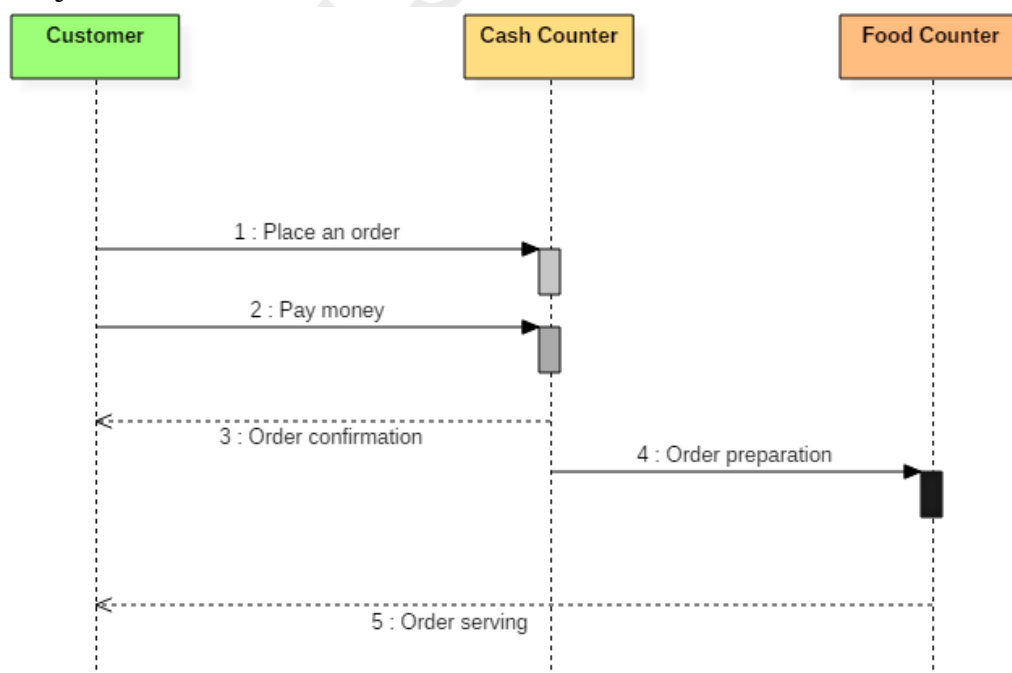 Customer
Cash Counter
Food Counter
1 : Place an order
2 : Pay money
3 : Order confirmation
4 : Order preparation
5 : Order serving